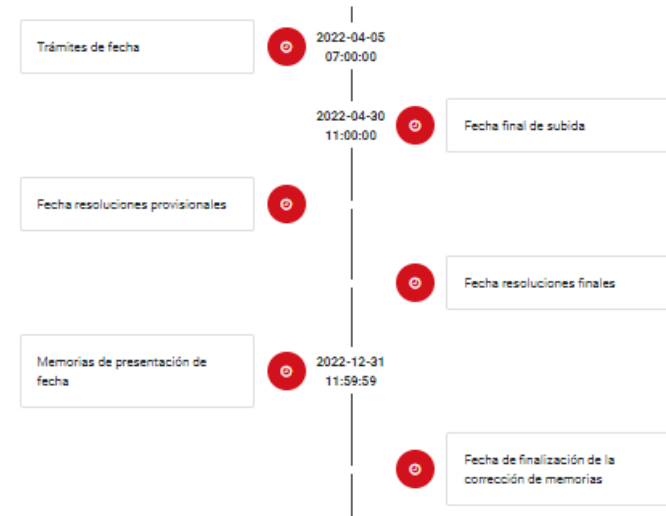 Trámites de fecha
2022-04-05
07:00:00
2022-04-30
11:00:00
Fecha final de subida
Fecha resoluciones provisionales
Fecha resoluciones finales
Memorias de presentación de
fecha
2022-12-31
11:59:59
Fecha de finalización de la
corrección de memorias